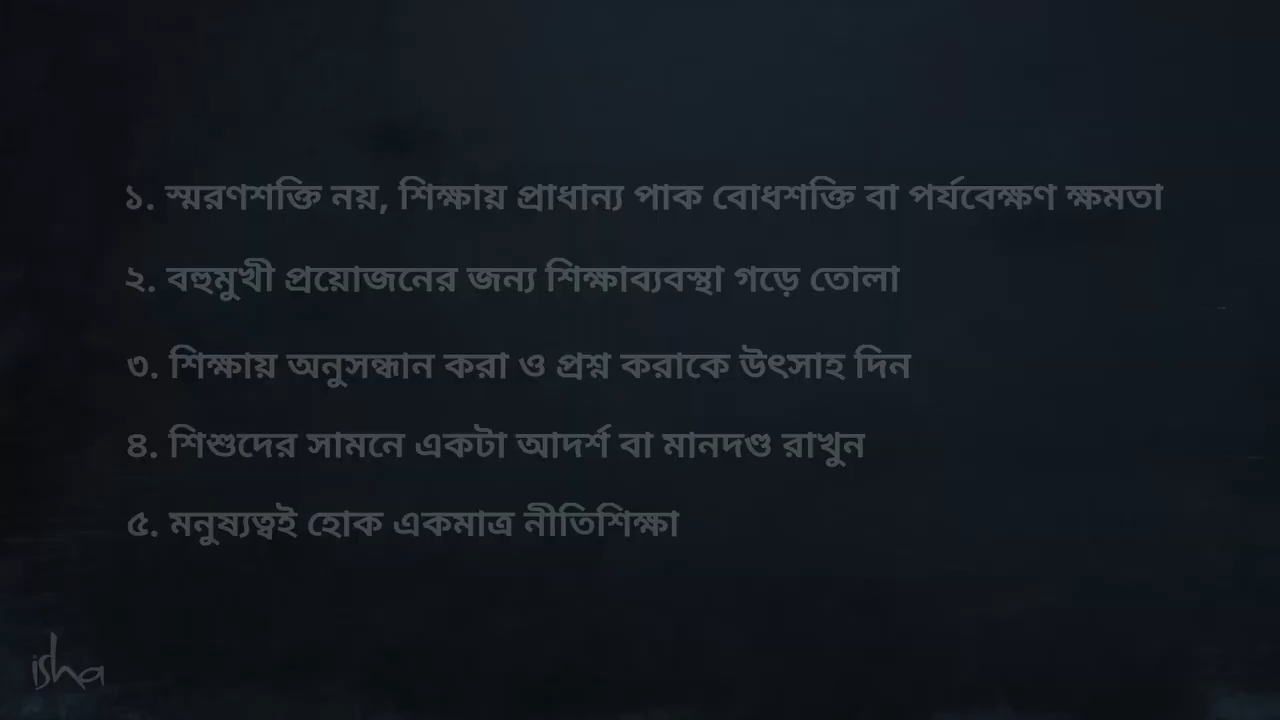 ১. স্মরণশক্তি নয়, শিক্ষায় প্রাধান্য পাক বোধশক্তি বা পর্যবেক্ষণ ক্ষমতা
২. বহুমুখী প্রয়োজনের জন্য শিক্ষাব্যবস্থা গড়ে তোলা
৩. শিক্ষায় অনুসন্ধান করা ও প্রশ্ন করাকে উৎসাহ দিন
৪. শিশুদের সামনে একটা আদর্শ বা মানদণ্ড রাখুন
৫. মনুষ্যত্বই হোক একমাত্র নীতিশিক্ষা
isha